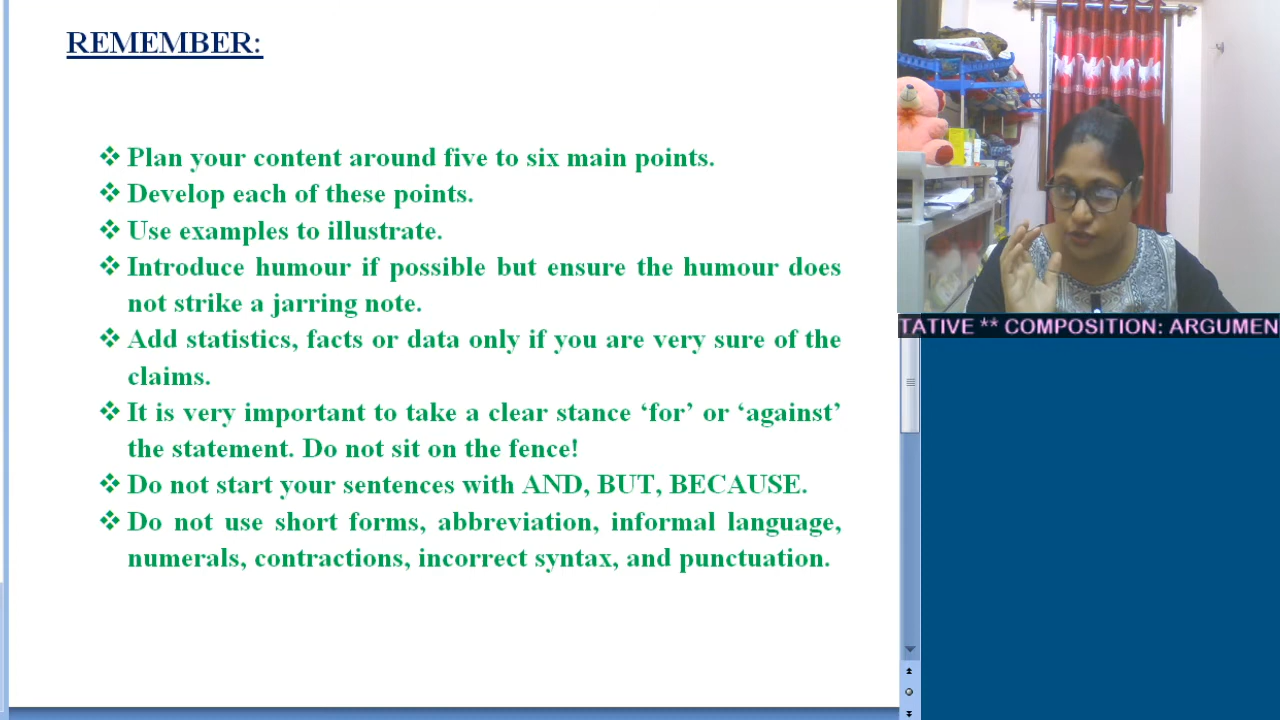 REMEMBER:
❖ Plan your content around five to six main points.
❖ Develop each of these points.
❖ Use examples to illustrate.
❖ Introduce humour if possible but ensure the humour does
not strike a jarring note.
❖ Add statistics, facts or data only if you are very sure of the
claims.
❖ It is very important to take a clear stance ‘for’ or ‘against’
the statement. Do not sit on the fence!
❖ Do not start your sentences with AND, BUT, BECAUSE.
❖ Do not use short forms, abbreviation, informal language,
numerals, contractions, incorrect syntax, and punctuation.
TATIVE ** COMPOSITION: ARGUMEN